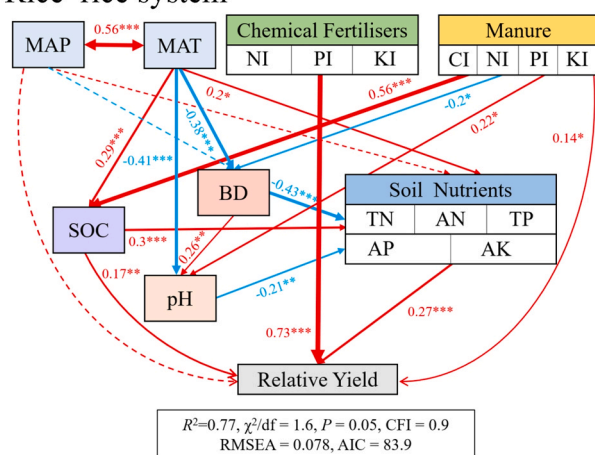 Rice–rice system
MAP
0.56***
MAT
Chemical Fertilisers
NI PI KI
Manure
CI NI PI KI
0.2*
0.56***
-0.2*
0.22*
0.14*
0.29***
-0.41***
-0.38***
BD
-0.43***
Soil Nutrients
TN AN TP
AP AK
SOC
0.3***
0.26**
0.17**
pH
-0.21**
0.73***
0.27***
Relative Yield
R²=0.77, χ²/df = 1.6, P = 0.05, CFI = 0.9
RMSEA = 0.078, AIC = 83.9